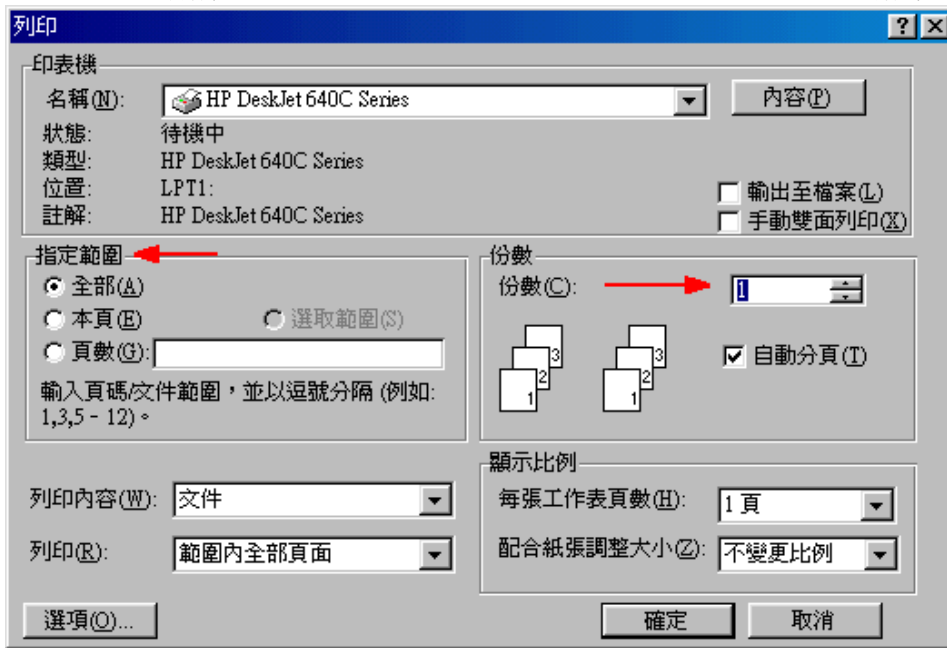 列印
印表機
名稱(N): HP DeskJet 640C Series 內容(P)
狀態: 待機中
類型: HP DeskJet 640C Series
位置: LPT1:
註解: HP DeskJet 640C Series
輸出至檔案(L)
手動雙面列印(X)
指定範圍
全部(A)
本頁(E) 選取範圍(S)
頁數(G):
輸入頁碼/文件範圍，並以逗號分隔 (例如:
1,3,5 - 12)。
份數
份數(C): 1
3 3
2 2
1 1
自動分頁(T)
列印內容(W): 文件
列印(R): 範圍內全部頁面
顯示比例
每張工作表頁數(H): 1 頁
配合紙張調整大小(Z): 不變更比例
選項(O)... 確定 取消